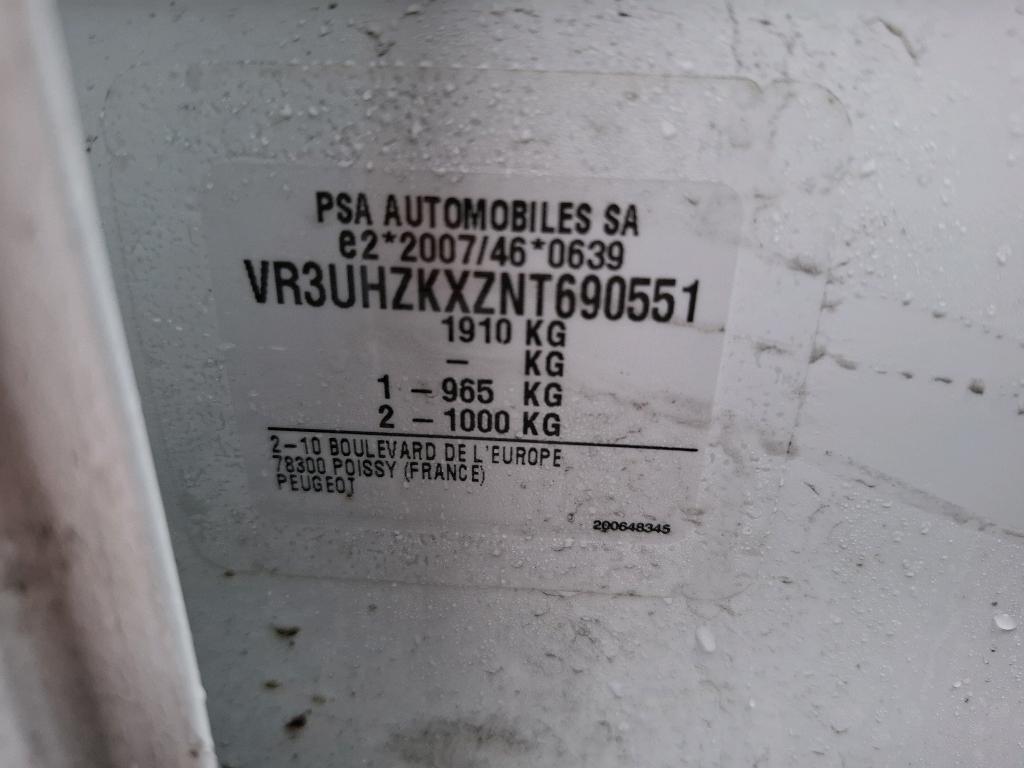 PSA AUTOMOBILES SA
e2*2007/46*0639
VR3UHZKXZNT690551
1910 KG
- KG
1 - 965 KG
2 - 1000 KG
2-10 BOULEVARD DE L'EUROPE
78300 POISSY (FRANCE)
PEUGEOT
200648345